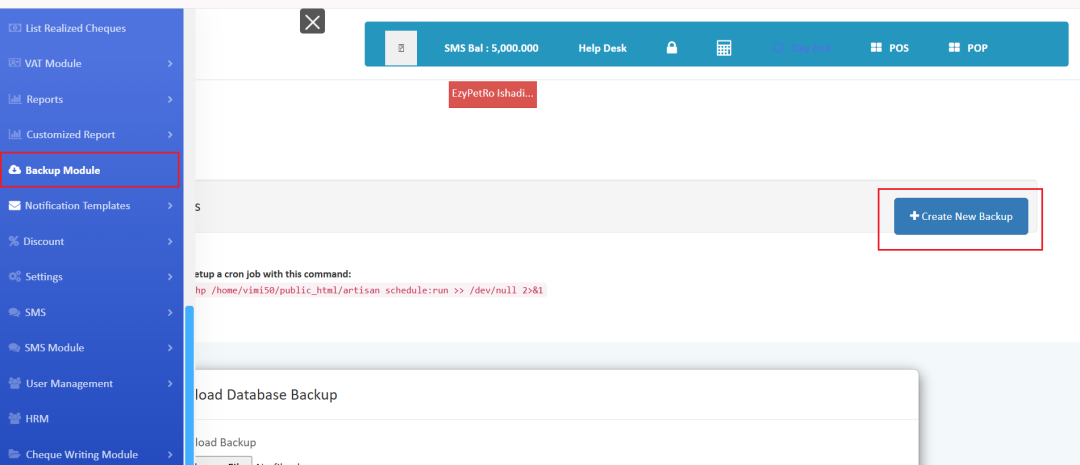 List Realized Cheques
VAT Module
Reports
Customized Report
Backup Module
Notification Templates
Discount
Settings
SMS
SMS Module
User Management
HRM
Cheque Writing Module
SMS Bal : 5,000.000
Help Desk
POS
POP
EzyPetRo Ishadi...
s
+ Create New Backup
etup a cron job with this command:
hp /home/vimi50/public_html/artisan schedule:run >> /dev/null 2>&1
load Database Backup
load Backup